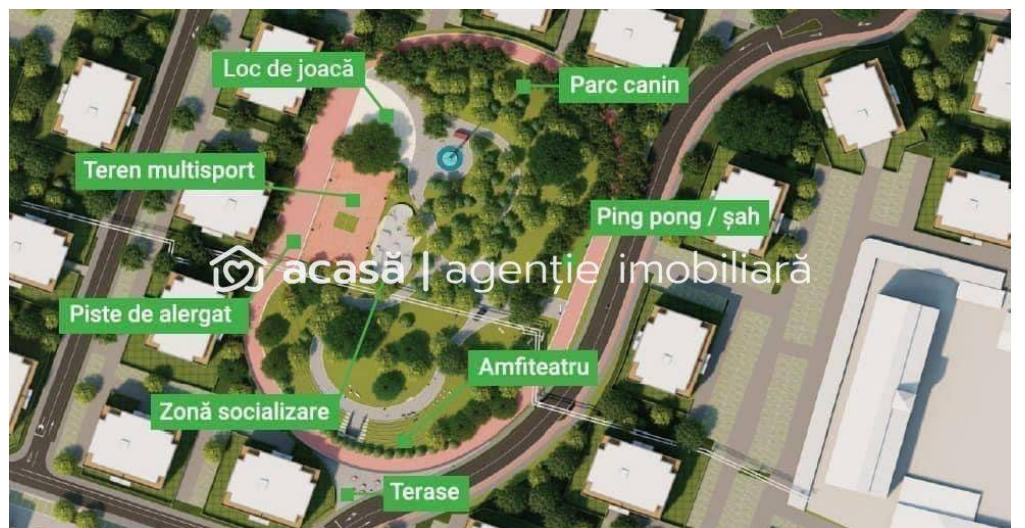 Loc de joacă
Parc canin
Teren multisport
Ping pong / șah
acasă | agenție imobiliară
Piste de alergat
Amfiteatru
Zonă socializare
Terase